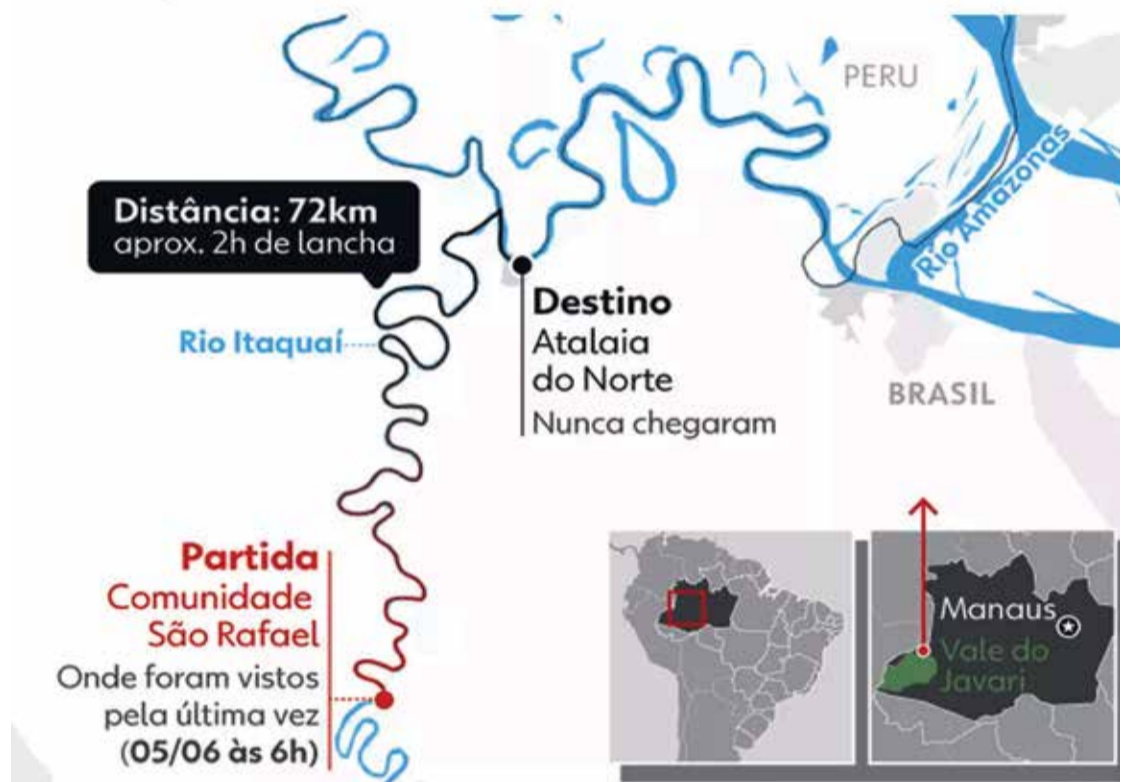 PERU
Rio Amazonas
Distância: 72km
aprox. 2h de lancha
Rio Itaquaí
Destino
Atalaia
do Norte
Nunca chegaram
BRASIL
Partida
Comunidade
São Rafael
Onde foram vistos
pela última vez
(05/06 às 6h)
Manaus
Vale do
Javari